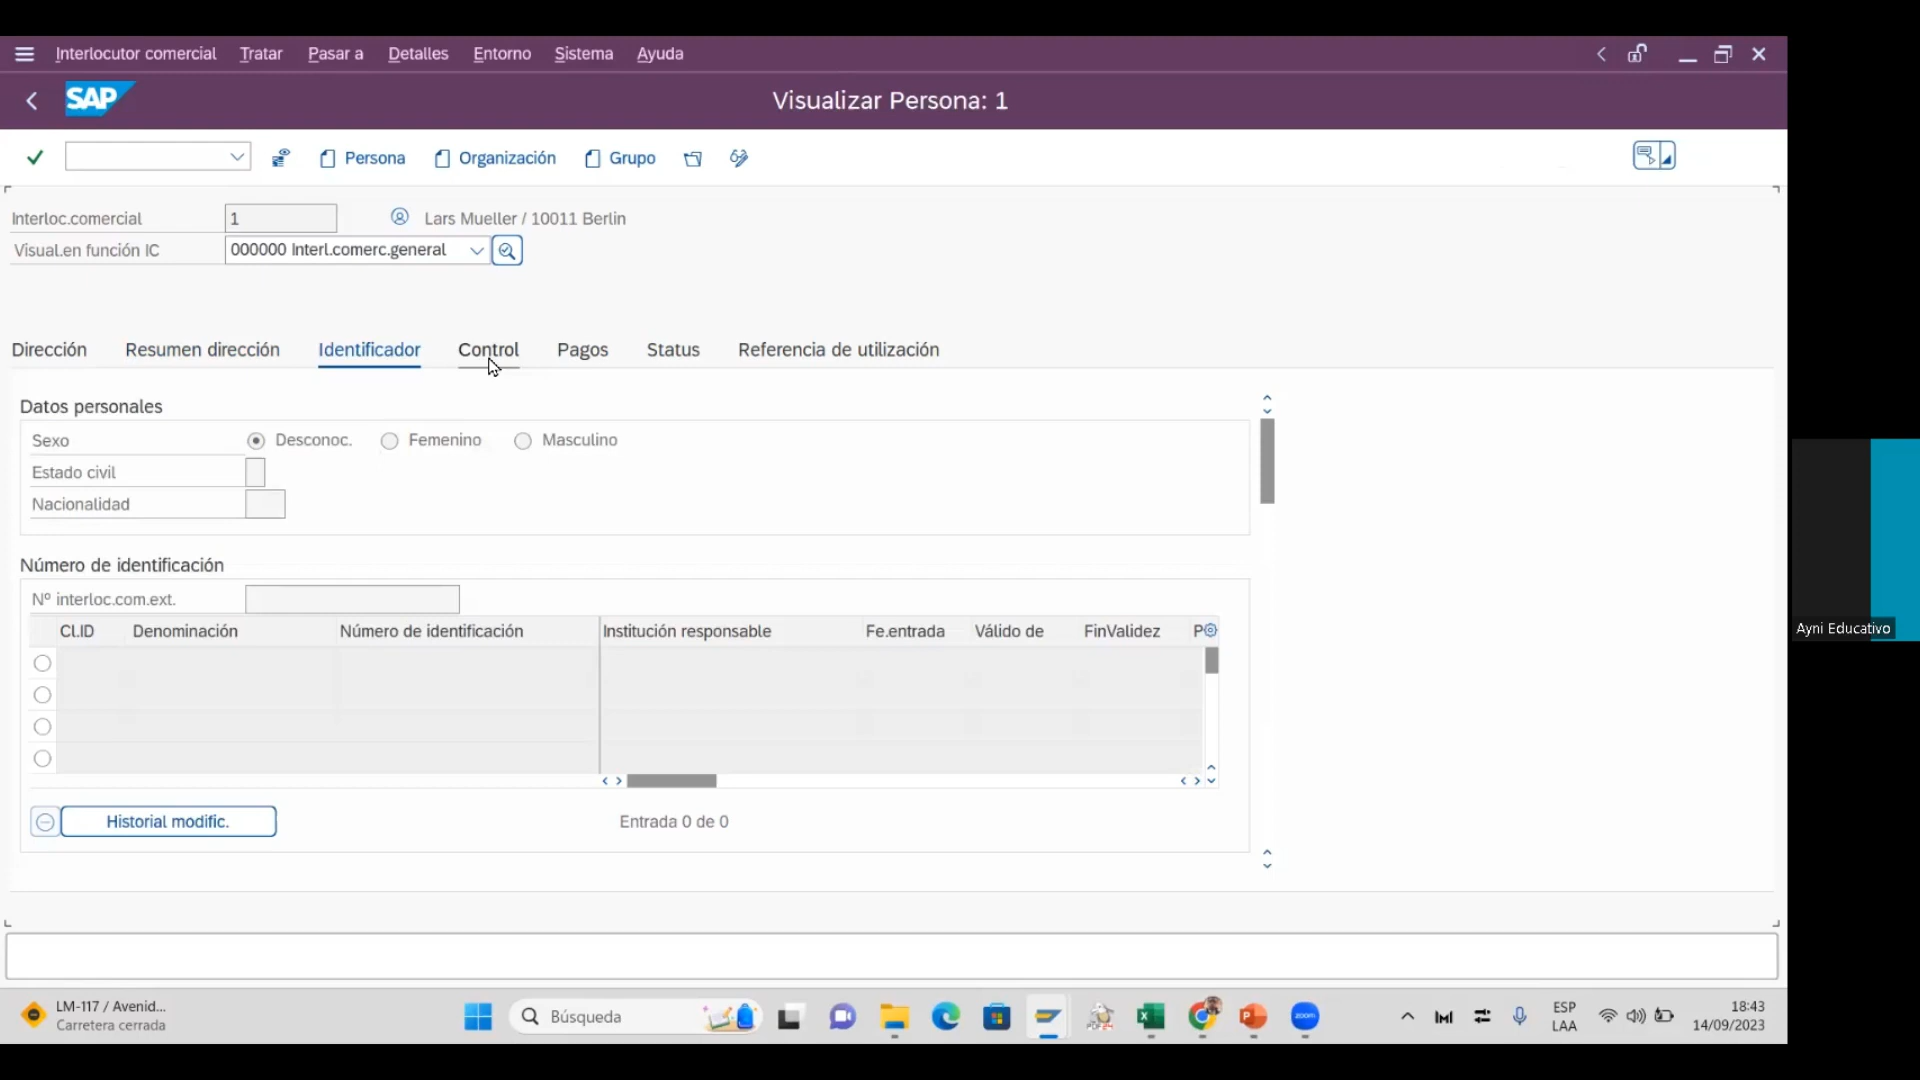 Interlocutor comercial Tratar Pasar a Detalles Entorno Sistema Ayuda
SAP Visualizar Persona: 1
Persona Organización Grupo
Interloc.comercial 1 Lars Mueller / 10011 Berlin
Visual.en función IC 000000 Interl.comerc.general
Dirección Resumen dirección Identificador Control Pagos Status Referencia de utilización
Datos personales
Sexo Desconoc. Femenino Masculino
Estado civil
Nacionalidad
Número de identificación
Nº interloc.com.ext.
Cl.ID Denominación Número de identificación Institución responsable Fe.entrada Válido de FinValidez P
Historial modific. Entrada 0 de 0
Ayni Educativo
LM-117 / Avenid...
Carretera cerrada
Búsqueda
zoom
ESP
LAA
18:43
14/09/2023